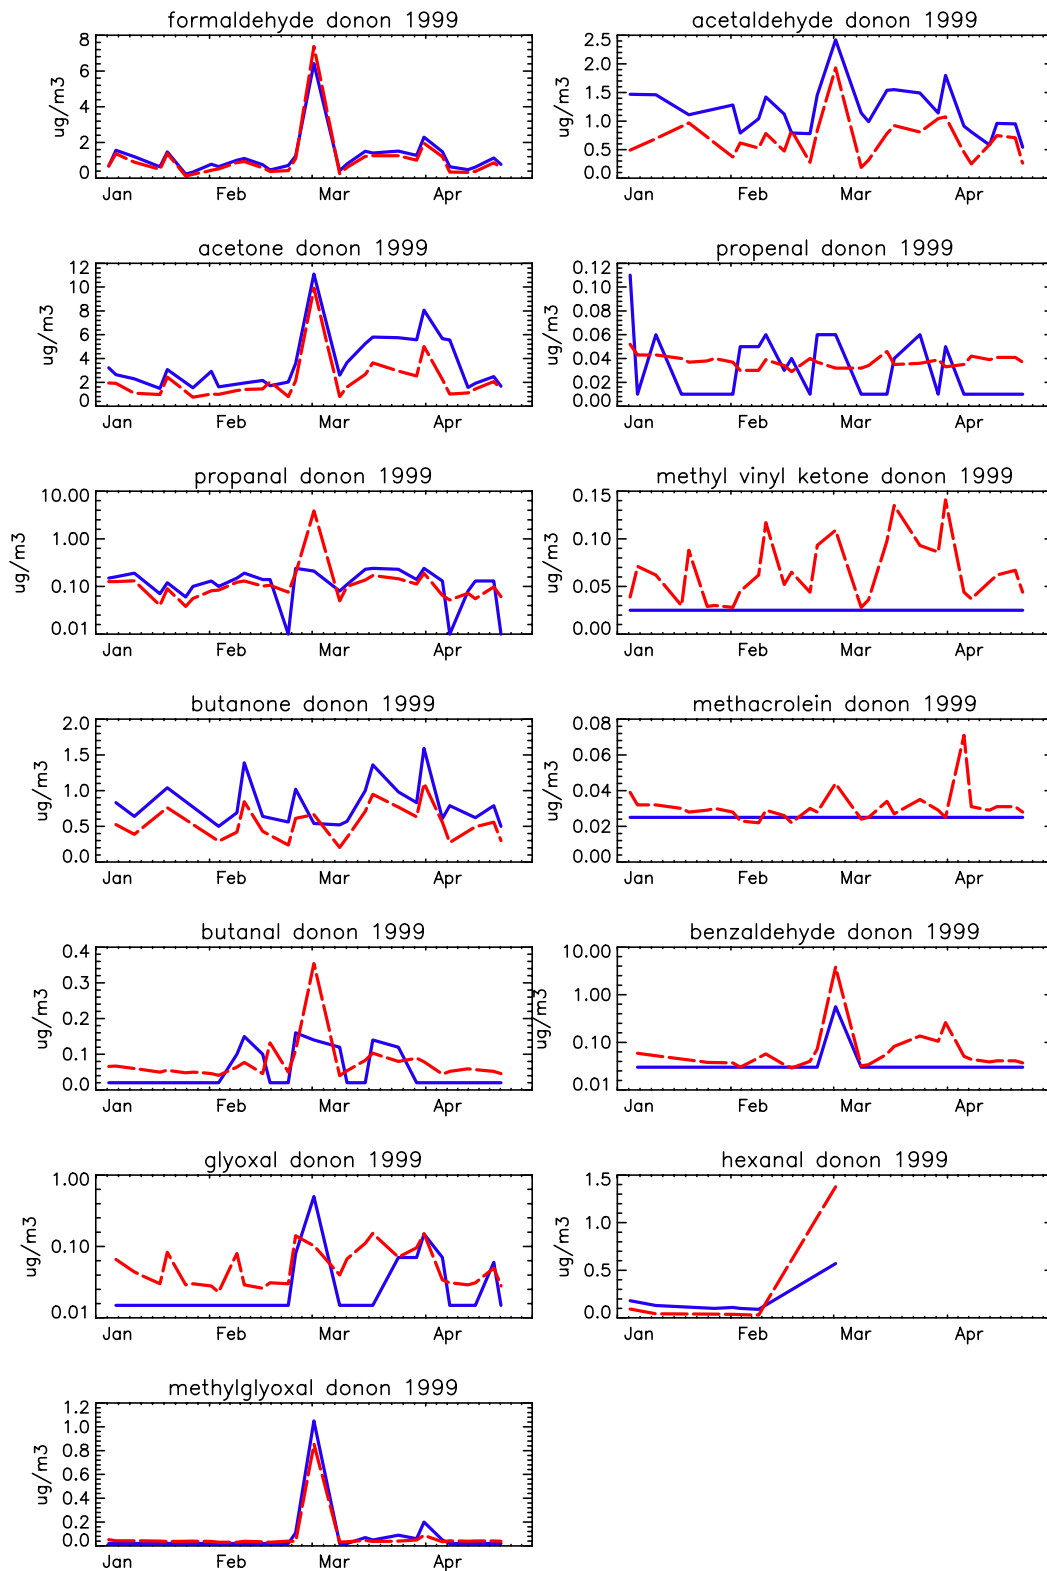 formaldehyde donon 1999
8
6
4
2
0
ug/m3
Jan Feb Mar Apr
acetaldehyde donon 1999
2.5
2.0
1.5
1.0
0.5
0.0
ug/m3
Jan Feb Mar Apr
acetone donon 1999
12
10
8
6
4
2
0
ug/m3
Jan Feb Mar Apr
propenal donon 1999
0.12
0.10
0.08
0.06
0.04
0.02
0.00
ug/m3
Jan Feb Mar Apr
propanal donon 1999
10.00
1.00
0.10
0.01
ug/m3
Jan Feb Mar Apr
methyl vinyl ketone donon 1999
0.15
0.10
0.05
0.00
ug/m3
Jan Feb Mar Apr
butanone donon 1999
2.0
1.5
1.0
0.5
0.0
ug/m3
Jan Feb Mar Apr
methacrolein donon 1999
0.08
0.06
0.04
0.02
0.00
ug/m3
Jan Feb Mar Apr
butanal donon 1999
0.4
0.3
0.2
0.1
0.0
ug/m3
Jan Feb Mar Apr
benzaldehyde donon 1999
10.00
1.00
0.10
0.01
ug/m3
Jan Feb Mar Apr
glyoxal donon 1999
1.00
0.10
0.01
ug/m3
Jan Feb Mar Apr
hexanal donon 1999
1.5
1.0
0.5
0.0
ug/m3
Jan Feb Mar Apr
methylglyoxal donon 1999
1.2
1.0
0.8
0.6
0.4
0.2
0.0
ug/m3
Jan Feb Mar Apr